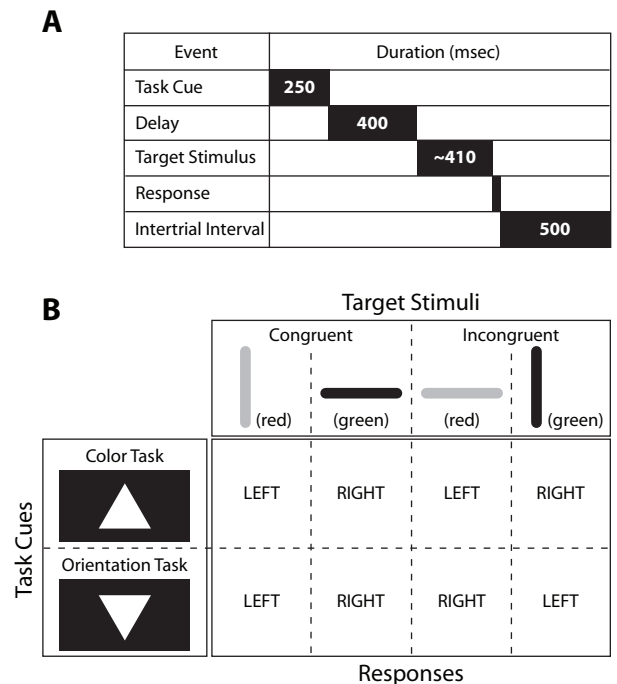 A
Event Duration (msec)
Task Cue 250
Delay 400
Target Stimulus ~410
Response
Intertrial Interval 500
B
Target Stimuli
Congruent Incongruent
(red) (green) (red) (green)
Task Cues
Color Task
LEFT RIGHT LEFT RIGHT
Orientation Task
LEFT RIGHT RIGHT LEFT
Responses